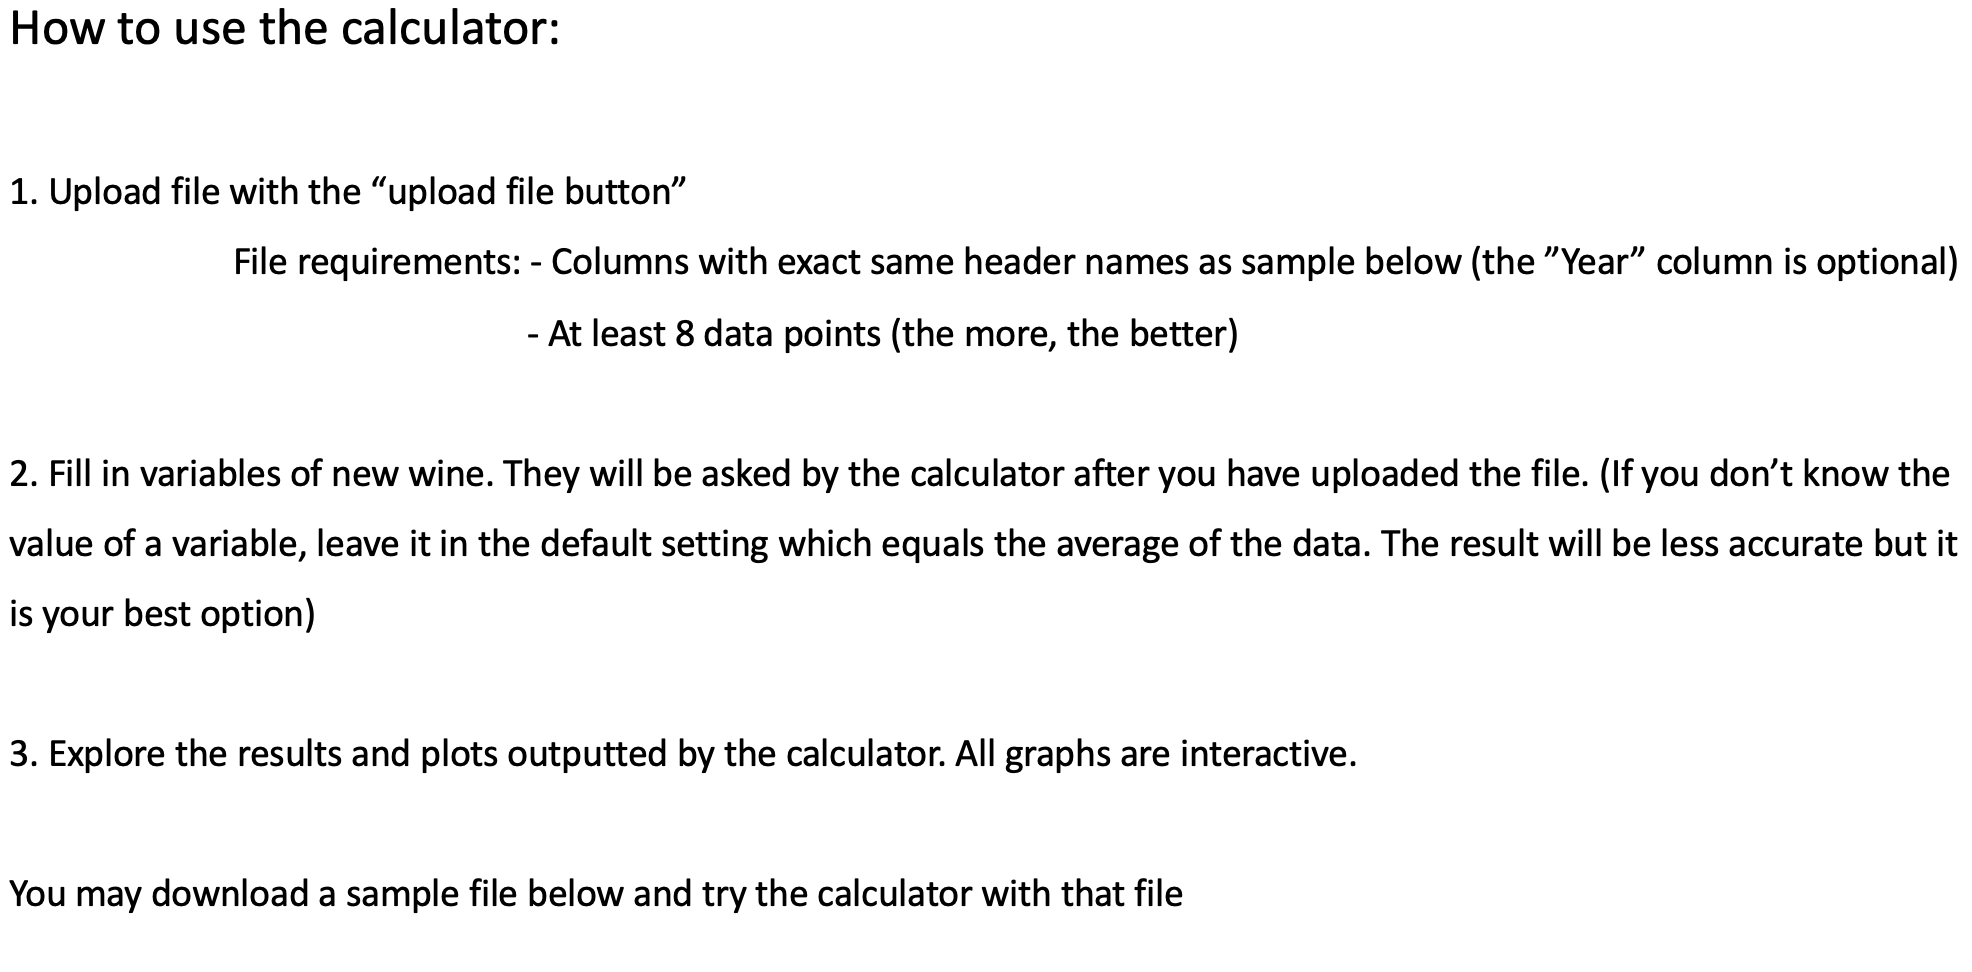 How to use the calculator:
1. Upload file with the “upload file button”
File requirements: - Columns with exact same header names as sample below (the ”Year” column is optional)
- At least 8 data points (the more, the better)
2. Fill in variables of new wine. They will be asked by the calculator after you have uploaded the file. (If you don’t know the
value of a variable, leave it in the default setting which equals the average of the data. The result will be less accurate but it
is your best option)
3. Explore the results and plots outputted by the calculator. All graphs are interactive.
You may download a sample file below and try the calculator with that file